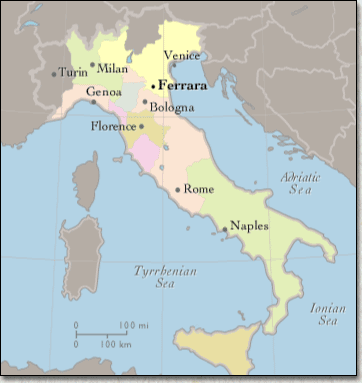 Venice
Turin
Milan
Ferrara
Genoa
Bologna
Florence
Adriatic
Sea
Rome
Naples
Tyrrhenian
Sea
Ionian
Sea
0 100 mi
0 100 km